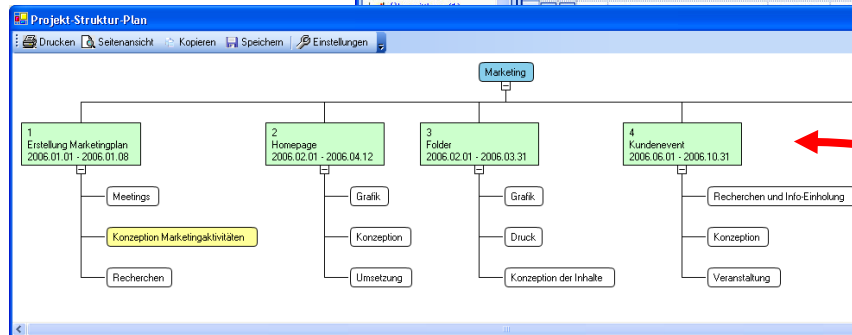 Projekt-Struktur-Plan
Drucken Seitenansicht Kopieren Speichern Einstellungen
Marketing
1
Erstellung Marketingplan
2006.01.01 - 2006.01.08
2
Homepage
2006.02.01 - 2006.04.12
3
Folder
2006.02.01 - 2006.03.31
4
Kundenevent
2006.06.01 - 2006.10.31
Meetings
Grafik
Grafik
Recherchen und Info-Einholung
Konzeption Marketingaktivitäten
Konzeption
Druck
Konzeption
Recherchen
Umsetzung
Konzeption der Inhalte
Veranstaltung